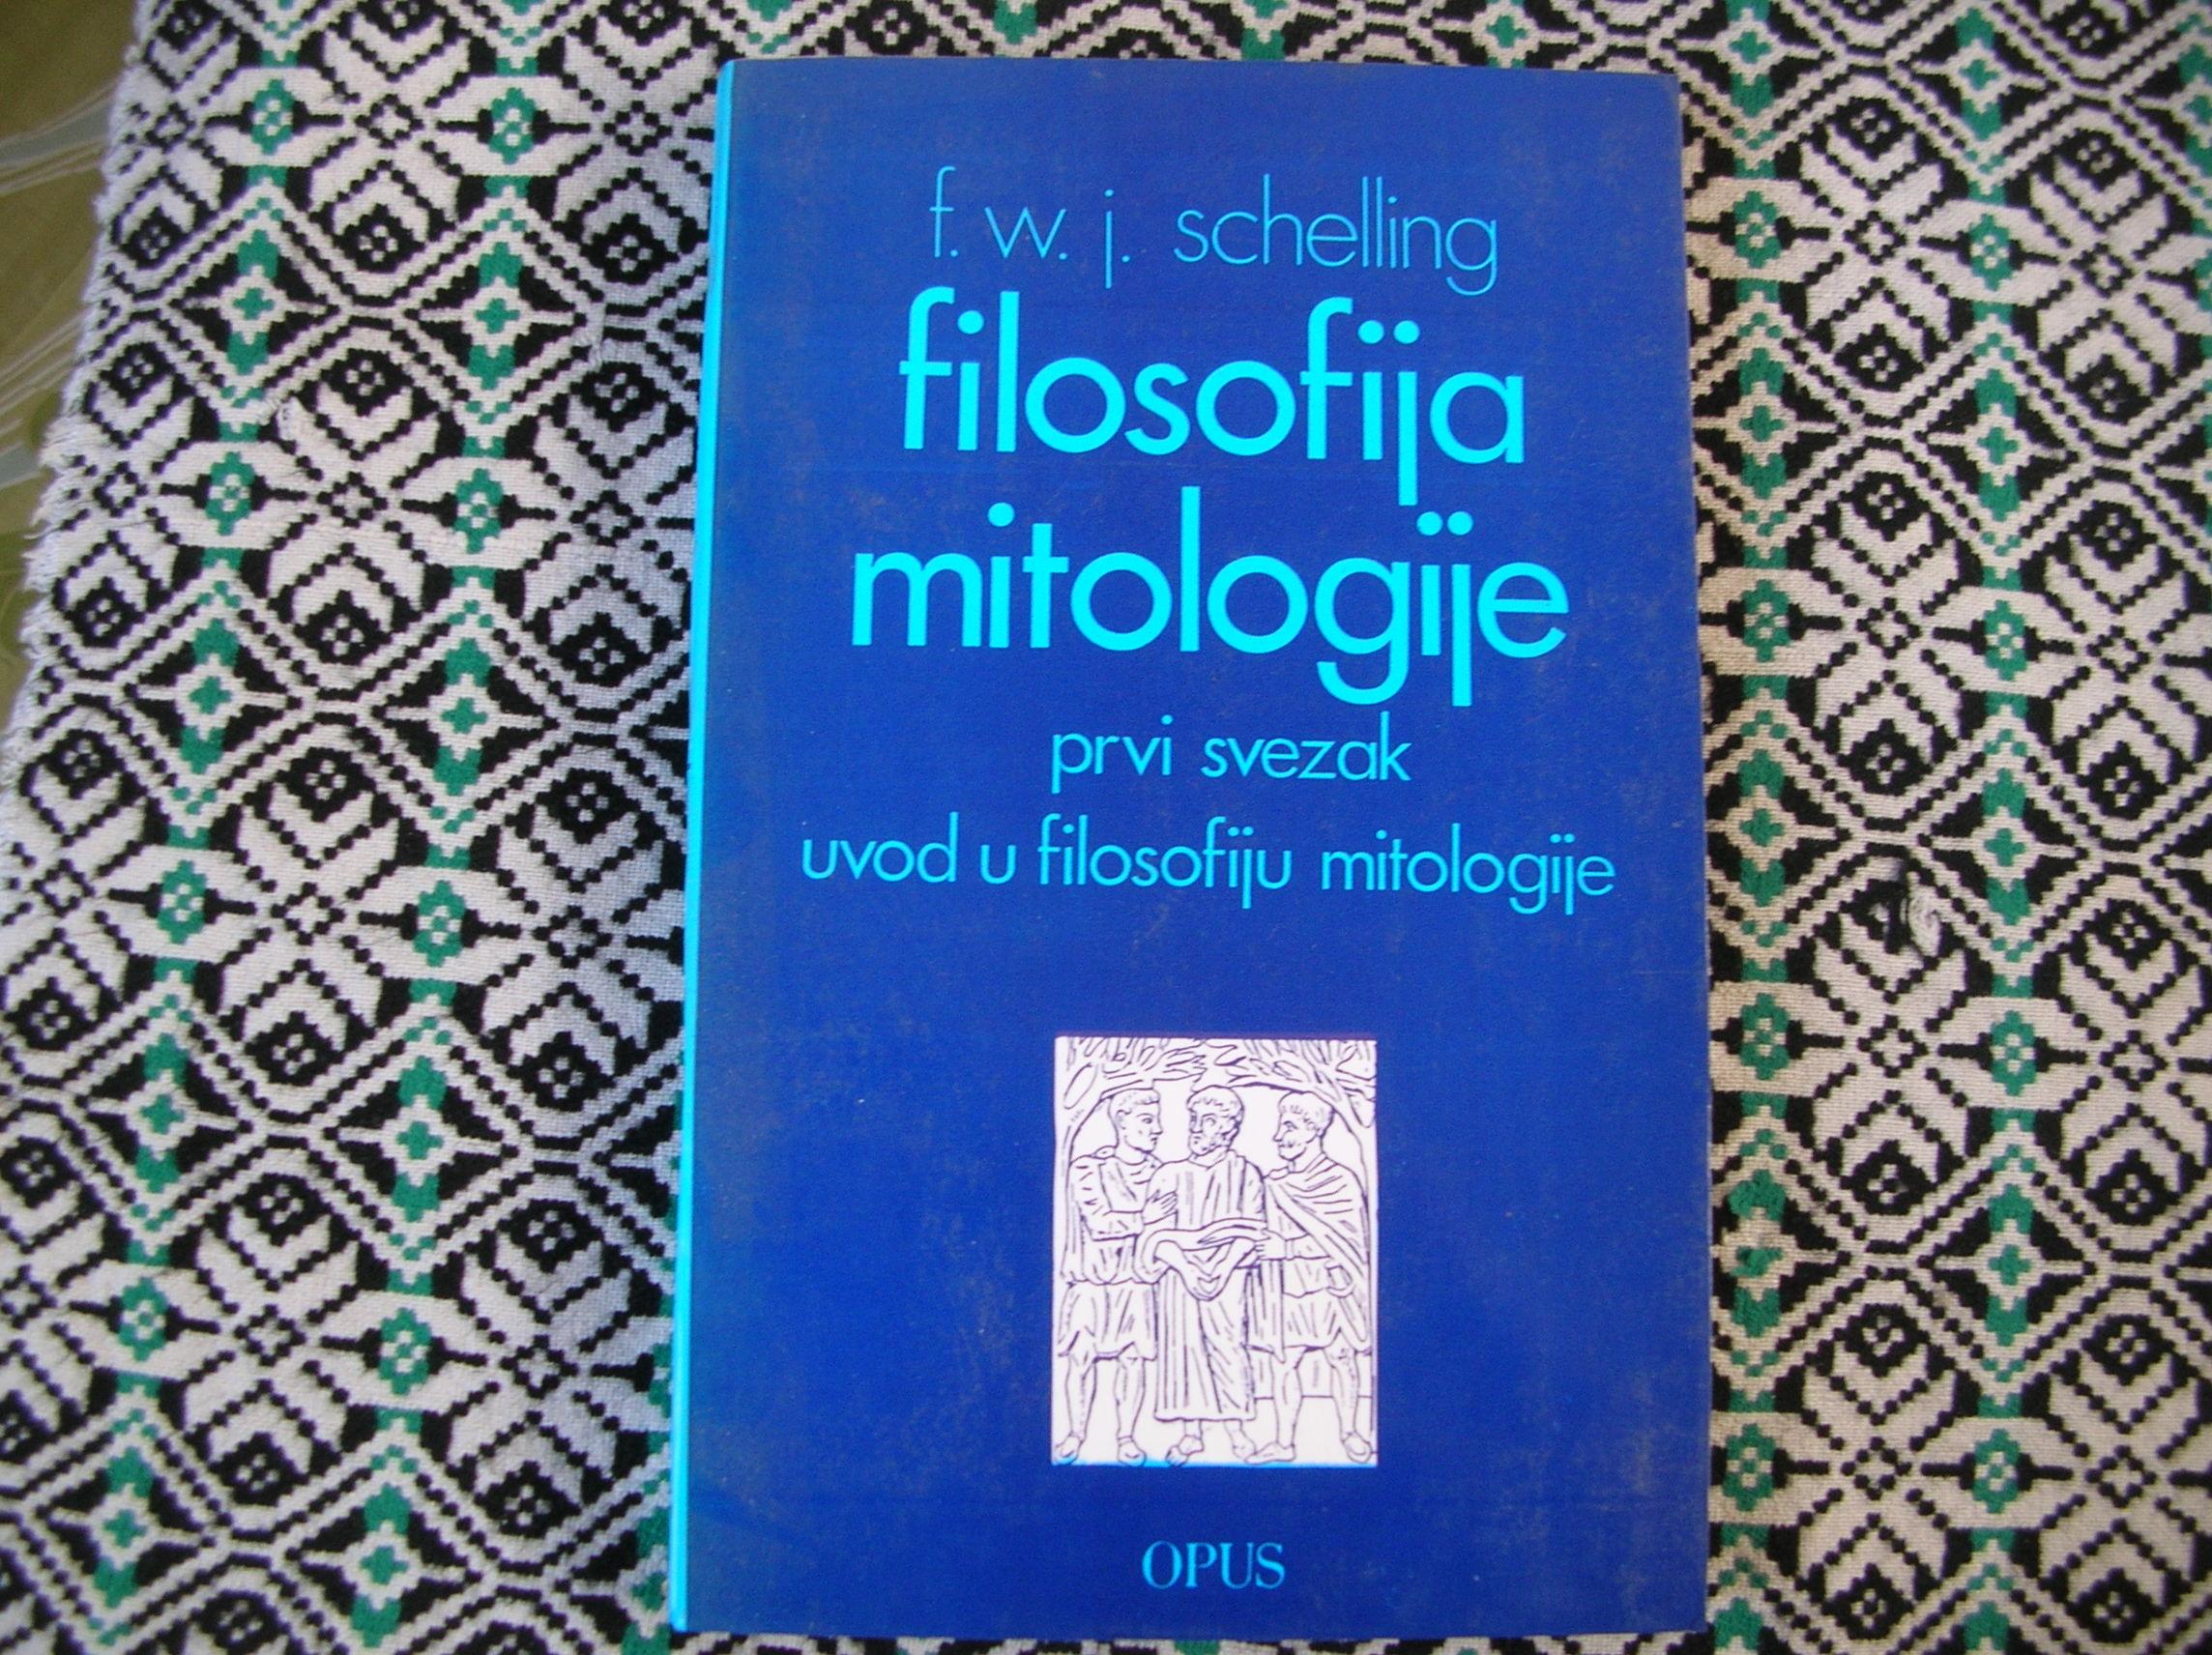 f. w. j. schelling
filosofija
mitologije
prvi svezak
uvod u filosofiju mitologije
OPUS